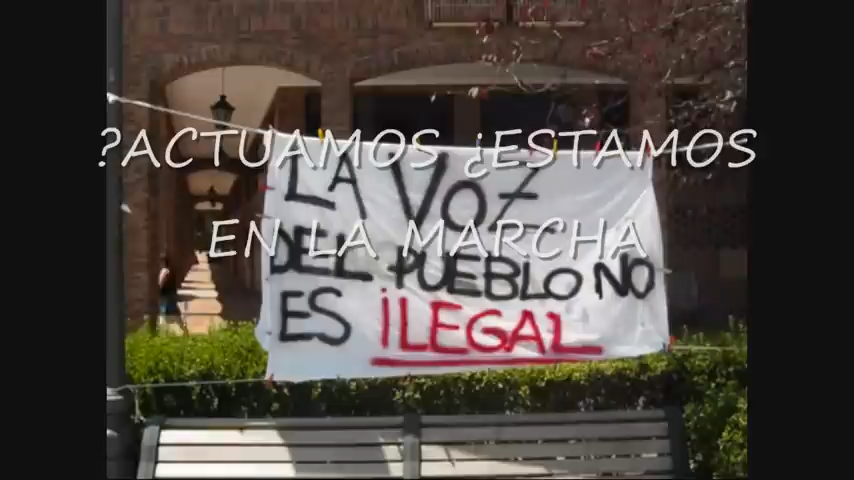 ?ACTUAMOS ¿ESTAMOS
EN LA MARCHA
LA VOZ
DEL PUEBLO NO
ES iLEGAL